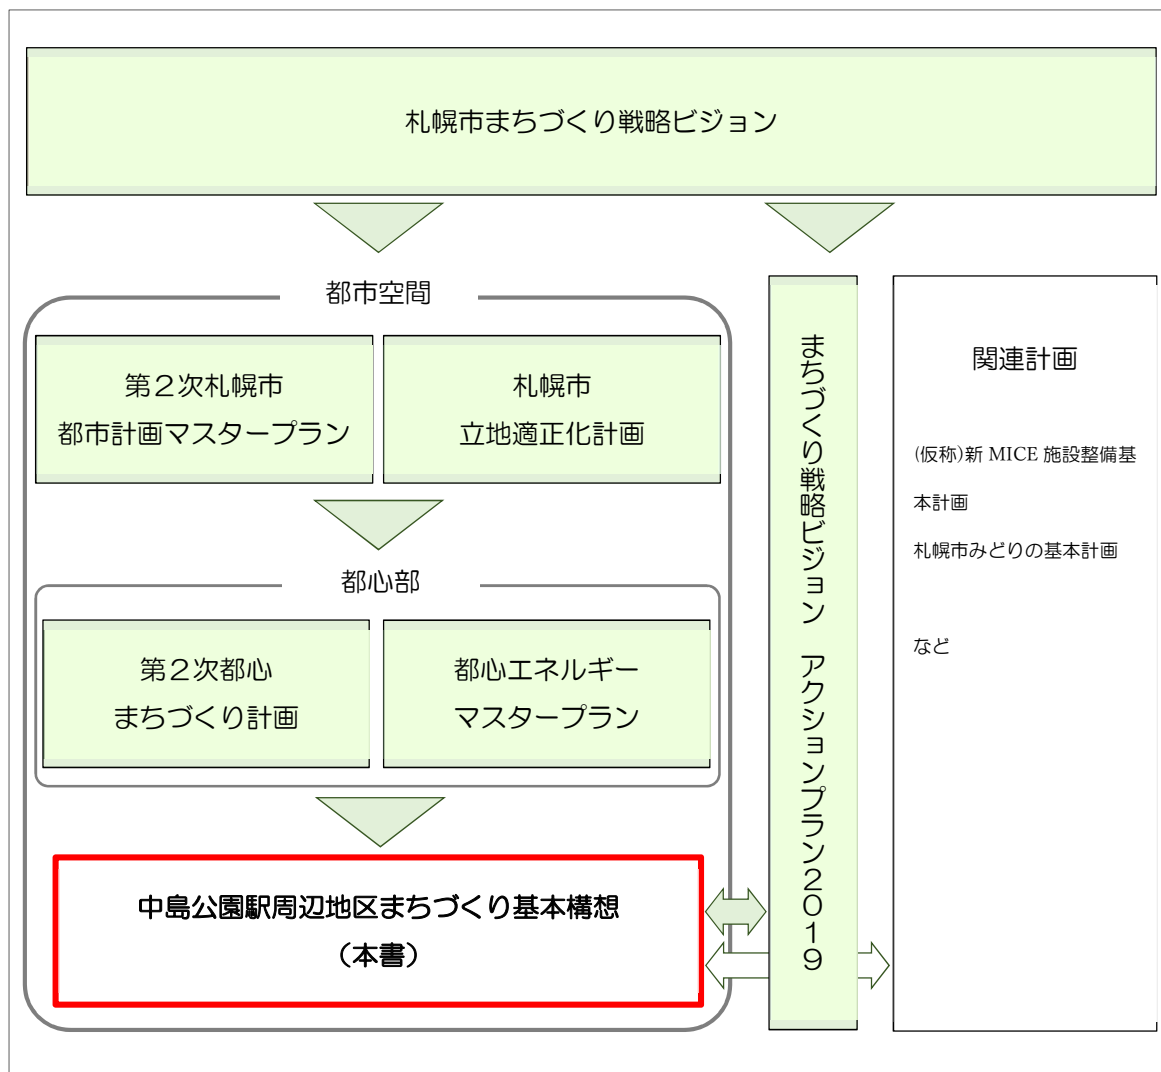 札幌市まちづくり戦略ビジョン
都市空間
第２次札幌市
都市計画マスタープラン
札幌市
立地適正化計画
都心部
第２次都心
まちづくり計画
都心エネルギー
マスタープラン
中島公園駅周辺地区まちづくり基本構想
（本書）
まちづくり戦略ビジョン　アクションプラン２０１９
関連計画
(仮称)新 MICE 施設整備基
本計画
札幌市みどりの基本計画
など